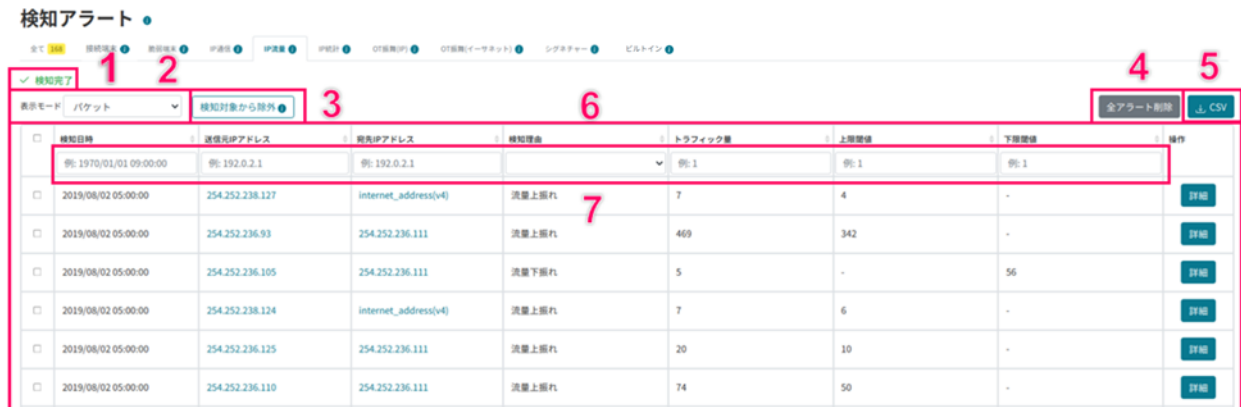 検知アラート
全て 168 接続端末 脆弱端末 IP通信 IP流量 IP統計 OT振舞(IP) OT振舞(イーサネット) シグネチャー ビルトイン
1 2 3 4 5
✓ 検知完了
表示モード パケット 検知対象から除外 全アラート削除 CSV
6
検知日時 送信元IPアドレス 宛先IPアドレス 検知理由 トラフィック量 上限閾値 下限閾値 操作
例: 1970/01/01 09:00:00 例: 192.0.2.1 例: 192.0.2.1 例: 1 例: 1 例: 1
7
2019/08/02 05:00:00 254.252.238.127 internet_address(v4) 流量上振れ 7 4 - 詳細
2019/08/02 05:00:00 254.252.236.93 254.252.236.111 流量上振れ 469 342 - 詳細
2019/08/02 05:00:00 254.252.236.105 254.252.236.111 流量下振れ 5 - 56 詳細
2019/08/02 05:00:00 254.252.238.124 internet_address(v4) 流量上振れ 7 6 - 詳細
2019/08/02 05:00:00 254.252.236.125 254.252.236.111 流量上振れ 20 10 - 詳細
2019/08/02 05:00:00 254.252.236.110 254.252.236.111 流量上振れ 74 50 - 詳細